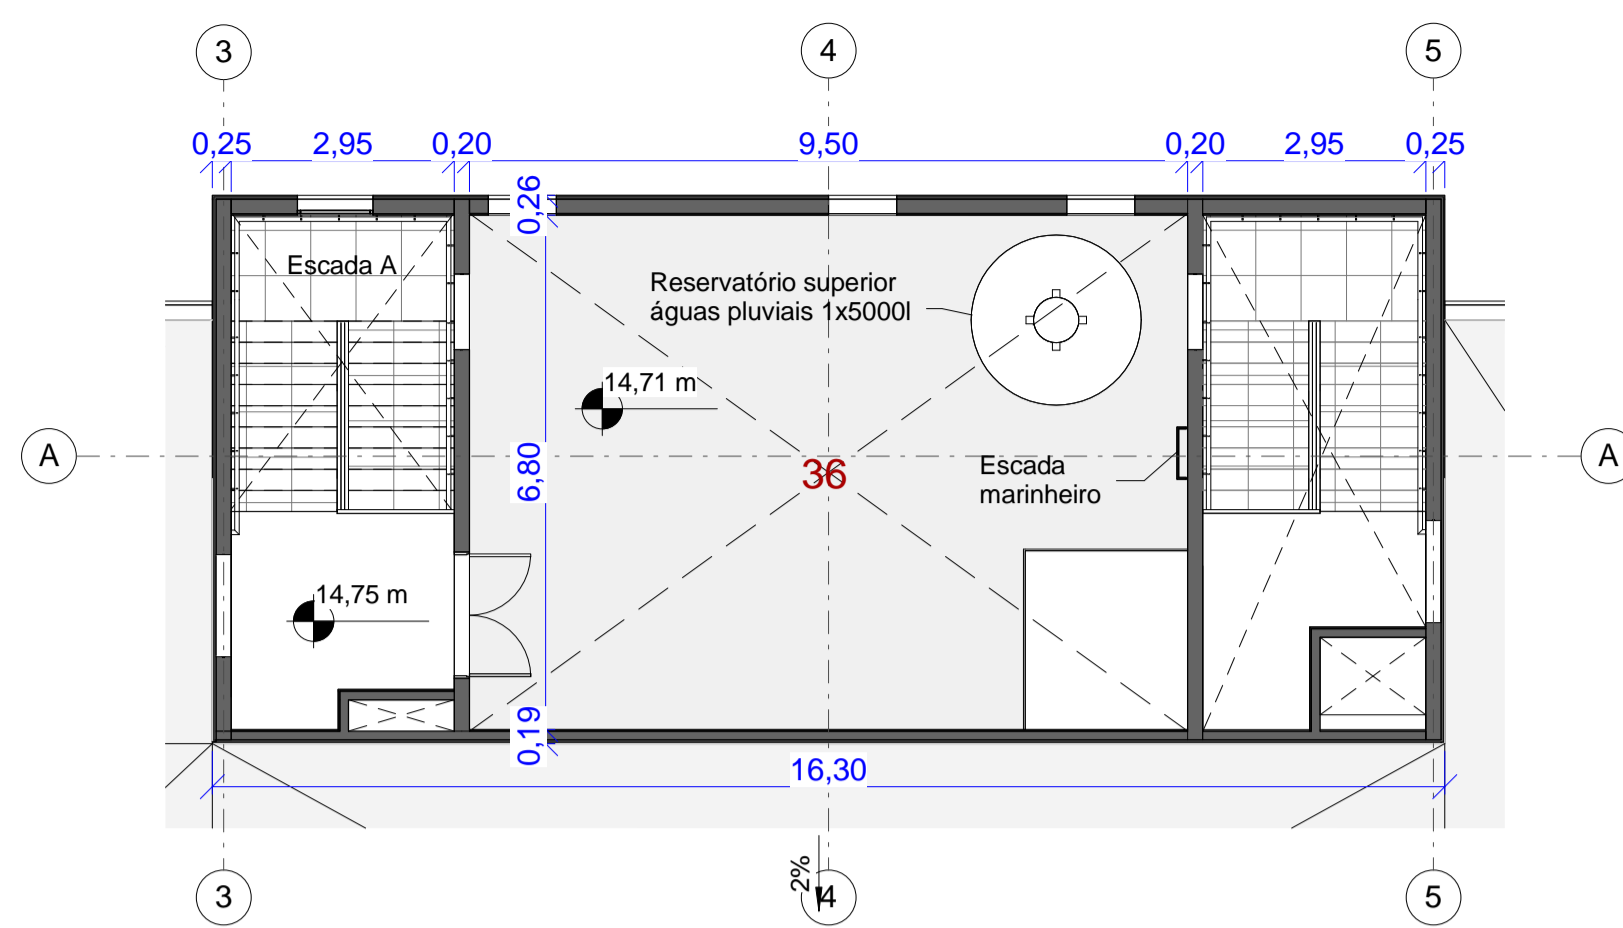 3
4
5
0,25
2,95
0,20
9,50
0,20
2,95
0,25
0,26
Escada A
Reservatório superior
águas pluviais 1x5000l
14,71 m
A
6,80
36
Escada
marinheiro
A
14,75 m
0,19
16,30
2%
3
4
5